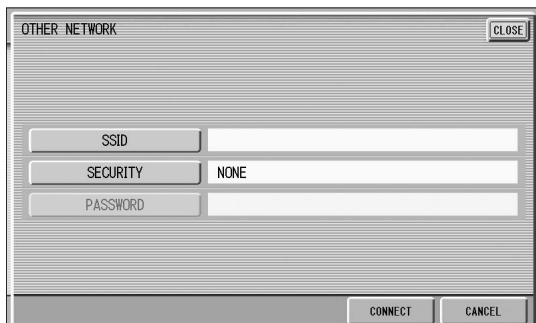 OTHER NETWORK CLOSE
SSID
SECURITY NONE
PASSWORD
CONNECT CANCEL